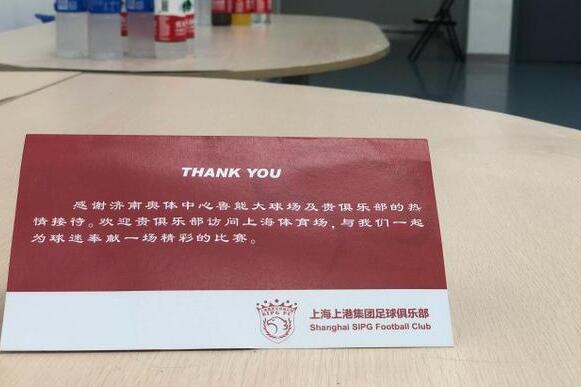 THANK YOU
感谢济南奥体中心鲁能大球场及贵俱乐部的热
情接待。欢迎贵俱乐部访问上海体育场,与我们一起
为球迷奉献一场精彩的比赛。
SIPG FC
上海上港集团足球俱乐部
Shanghai SIPG Football Club